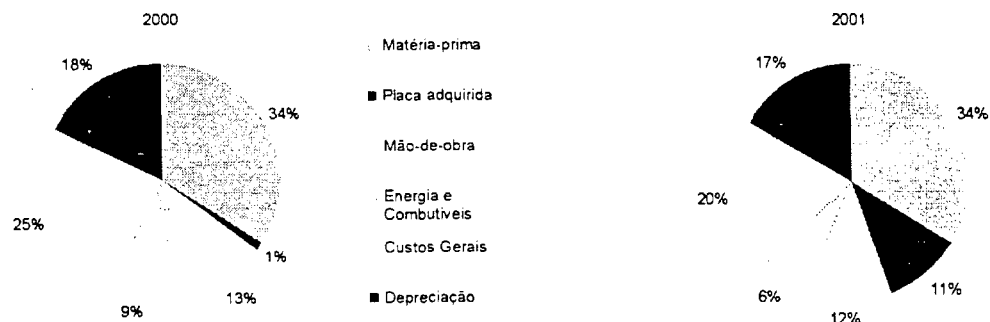 2000
18%
34%
25%
1%
13%
9%
Matéria-prima
Placa adquirida
Mão-de-obra
Energia e
Combutíveis
Custos Gerais
Depreciação
2001
17%
34%
20%
11%
6%
12%